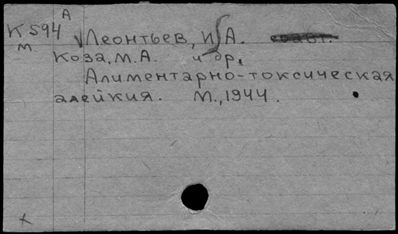 К594 А
м
Леонтьев, И.А.
Коза, М.А. и др.
Алиментарно-токсическая
алейкия. М., 1944.
х